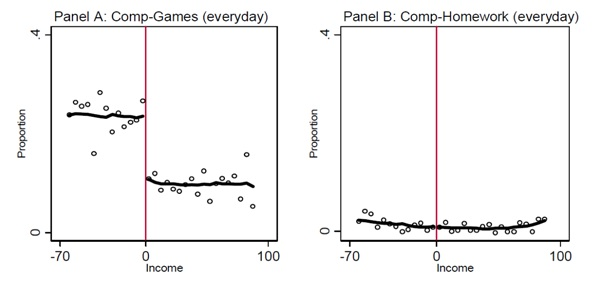 Panel A: Comp-Games (everyday)
.4
Proportion
0
-70
0
100
Income
Panel B: Comp-Homework (everyday)
.4
Proportion
0
-70
0
100
Income